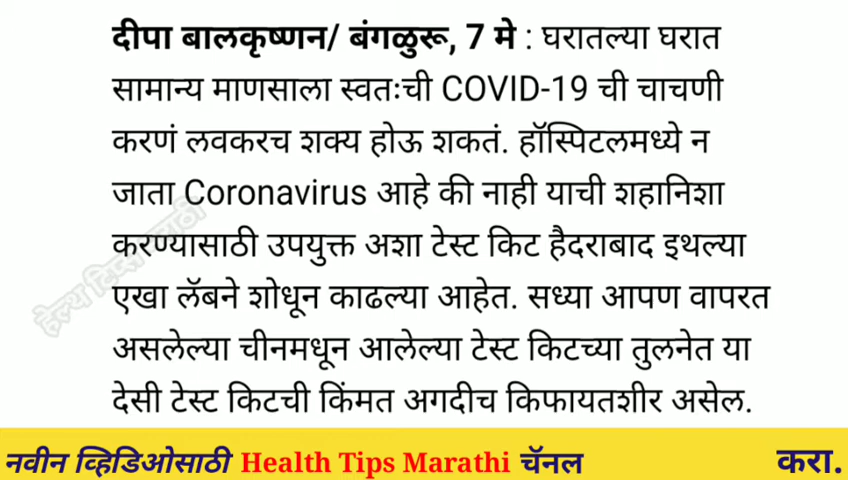 दीपा बालकृष्णन/ बंगळुरू, 7 मे : घरातल्या घरात
सामान्य माणसाला स्वतःची COVID-19 ची चाचणी
करणं लवकरच शक्य होऊ शकतं. हॉस्पिटलमध्ये न
जाता Coronavirus आहे की नाही याची शहानिशा
करण्यासाठी उपयुक्त अशा टेस्ट किट हैदराबाद इथल्या
एखा लॅबने शोधून काढल्या आहेत. सध्या आपण वापरत
असलेल्या चीनमधून आलेल्या टेस्ट किटच्या तुलनेत या
देसी टेस्ट किटची किंमत अगदीच किफायतशीर असेल.
हेल्थ टिप्स मराठी
नवीन व्हिडिओसाठी Health Tips Marathi चॅनल करा.